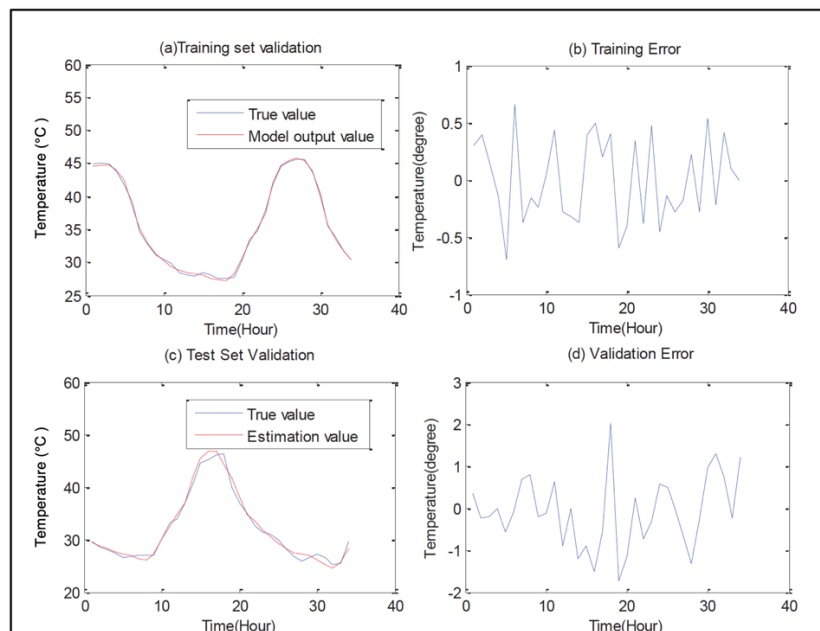 (a)Training set validation
60
55
50
45
40
35
30
25
0
10
20
30
40
Temperature (°C)
Time(Hour)
True value
Model output value
(b) Training Error
1
0.5
0
-0.5
-1
0
10
20
30
40
Temperature(degree)
Time(Hour)
(c) Test Set Validation
60
50
40
30
20
0
10
20
30
40
Temperature (°C)
Time(Hour)
True value
Estimation value
(d) Validation Error
3
2
1
0
-1
-2
0
10
20
30
40
Temperature(degree)
Time(Hour)